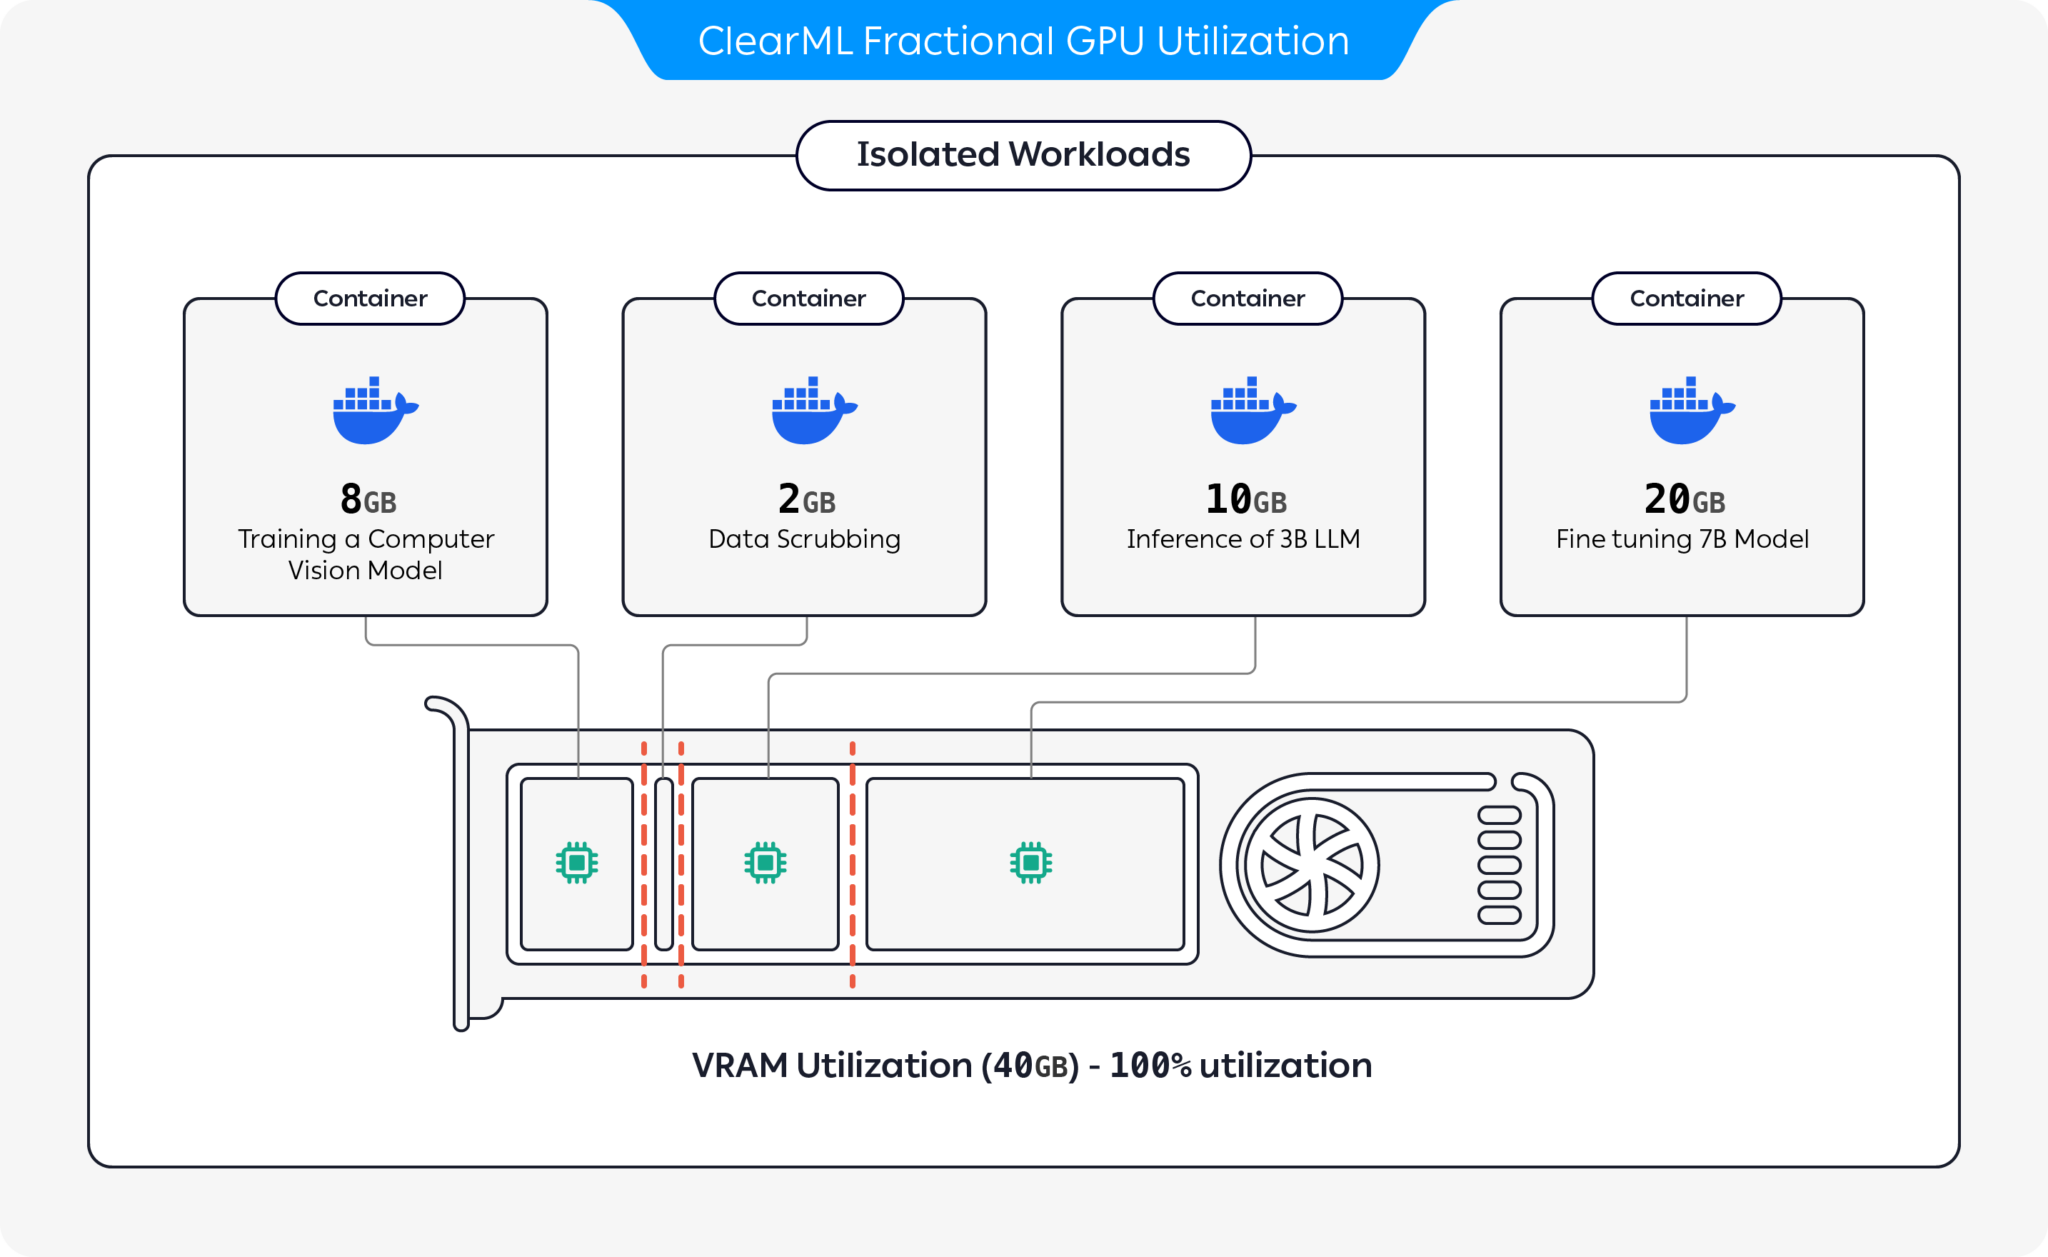 ClearML Fractional GPU Utilization
Isolated Workloads
Container
8GB
Training a Computer
Vision Model
Container
2GB
Data Scrubbing
Container
10GB
Inference of 3B LLM
Container
20GB
Fine tuning 7B Model
VRAM Utilization (40GB) - 100% utilization